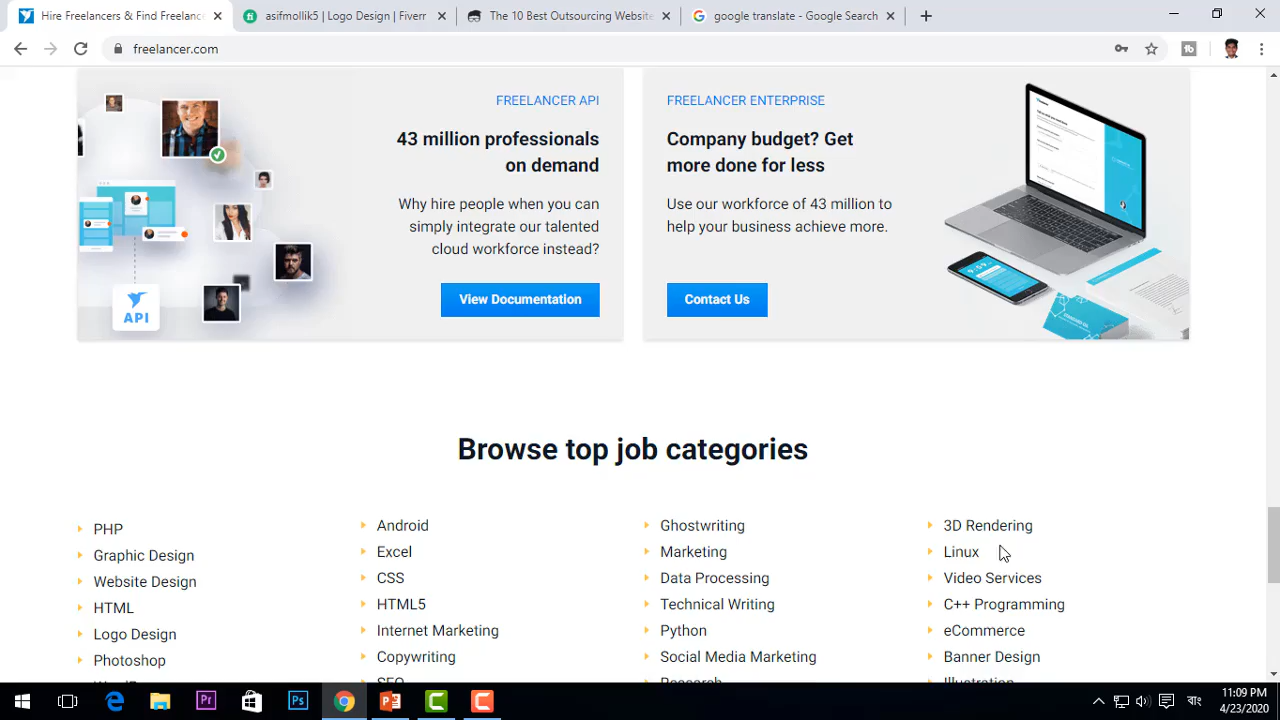 Hire Freelancers & Find Freelanc
asifmollik5 | Logo Design | Fiverr
The 10 Best Outsourcing Website
google translate - Google Search
freelancer.com
FREELANCER API
43 million professionals
on demand
Why hire people when you can
simply integrate our talented
cloud workforce instead?
View Documentation
API
FREELANCER ENTERPRISE
Company budget? Get
more done for less
Use our workforce of 43 million to
help your business achieve more.
Contact Us
Browse top job categories
PHP
Graphic Design
Website Design
HTML
Logo Design
Photoshop
Android
Excel
CSS
HTML5
Internet Marketing
Copywriting
SEO
Ghostwriting
Marketing
Data Processing
Technical Writing
Python
Social Media Marketing
Research
3D Rendering
Linux
Video Services
C++ Programming
eCommerce
Banner Design
Illustration
Pr
Ps
বাং
11:09 PM
4/23/2020